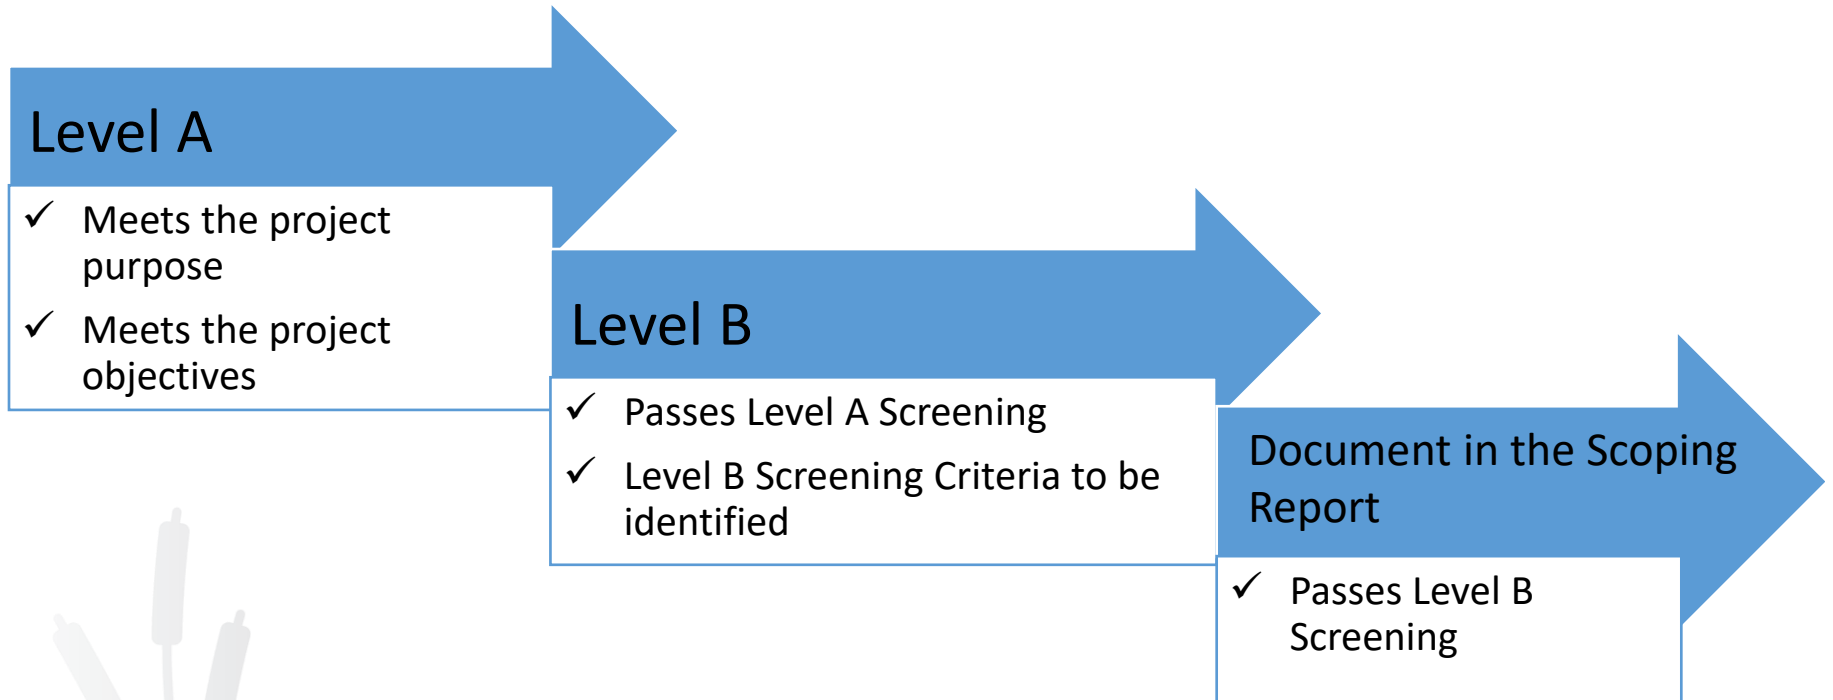 Level A
✓ Meets the project
purpose
✓ Meets the project
objectives
Level B
✓ Passes Level A Screening
✓ Level B Screening Criteria to be
identified
Document in the Scoping
Report
✓ Passes Level B
Screening